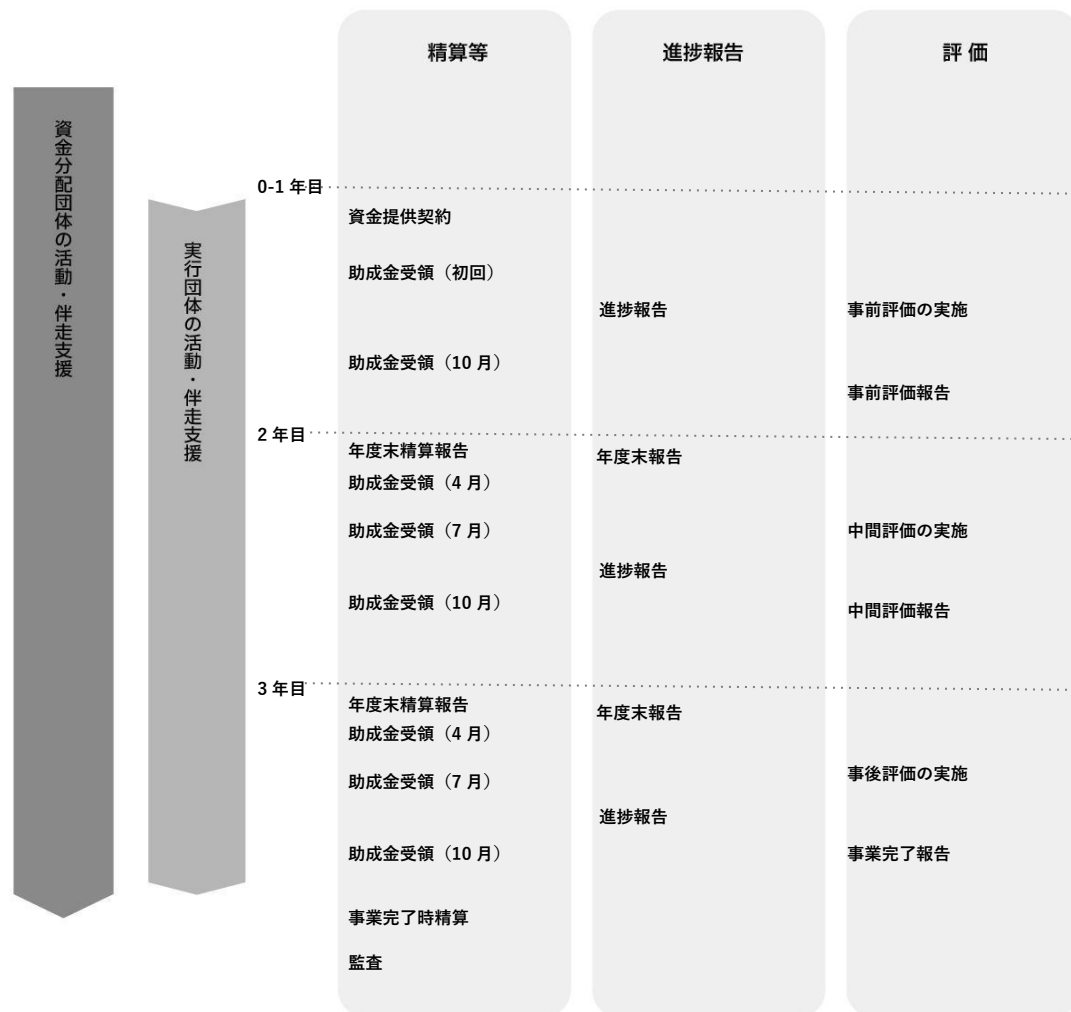 精算等
進捗報告
評 価
資金分配団体の活動・伴走支援
実行団体の活動・伴走支援
0-1 年目
資金提供契約
助成金受領（初回）
進捗報告
事前評価の実施
助成金受領（10 月）
事前評価報告
2 年目
年度末精算報告
年度末報告
助成金受領（4 月）
助成金受領（7 月）
中間評価の実施
進捗報告
助成金受領（10 月）
中間評価報告
3 年目
年度末精算報告
年度末報告
助成金受領（4 月）
助成金受領（7 月）
事後評価の実施
進捗報告
助成金受領（10 月）
事業完了報告
事業完了時精算
監査